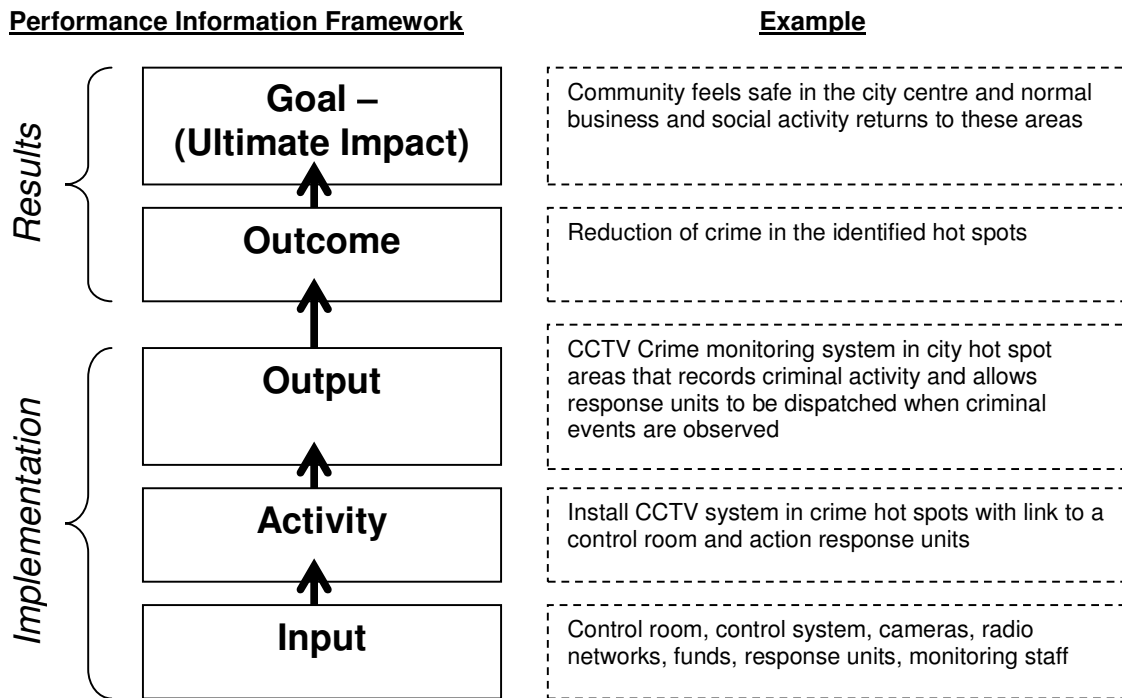 Performance Information Framework
Example
Results
Goal –
(Ultimate Impact)
Community feels safe in the city centre and normal
business and social activity returns to these areas
Outcome
Reduction of crime in the identified hot spots
Implementation
Output
CCTV Crime monitoring system in city hot spot
areas that records criminal activity and allows
response units to be dispatched when criminal
events are observed
Activity
Install CCTV system in crime hot spots with link to a
control room and action response units
Input
Control room, control system, cameras, radio
networks, funds, response units, monitoring staff